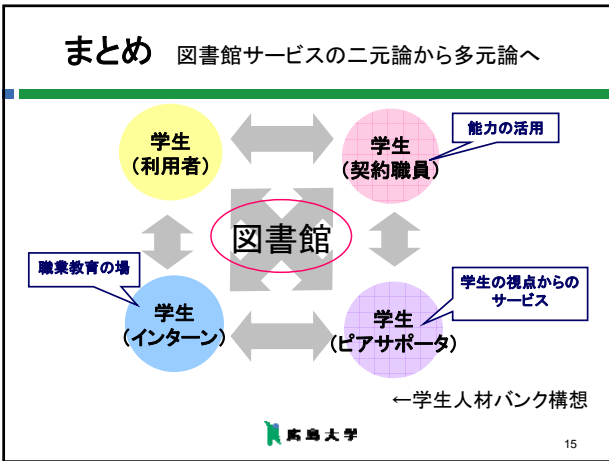 まとめ 図書館サービスの二元論から多元論へ
学生
（利用者）
学生
（契約職員）
能力の活用
図書館
職業教育の場
学生
（インターン）
学生
（ピアサポータ）
学生の視点からの
サービス
←学生人材バンク構想
広島大学
15